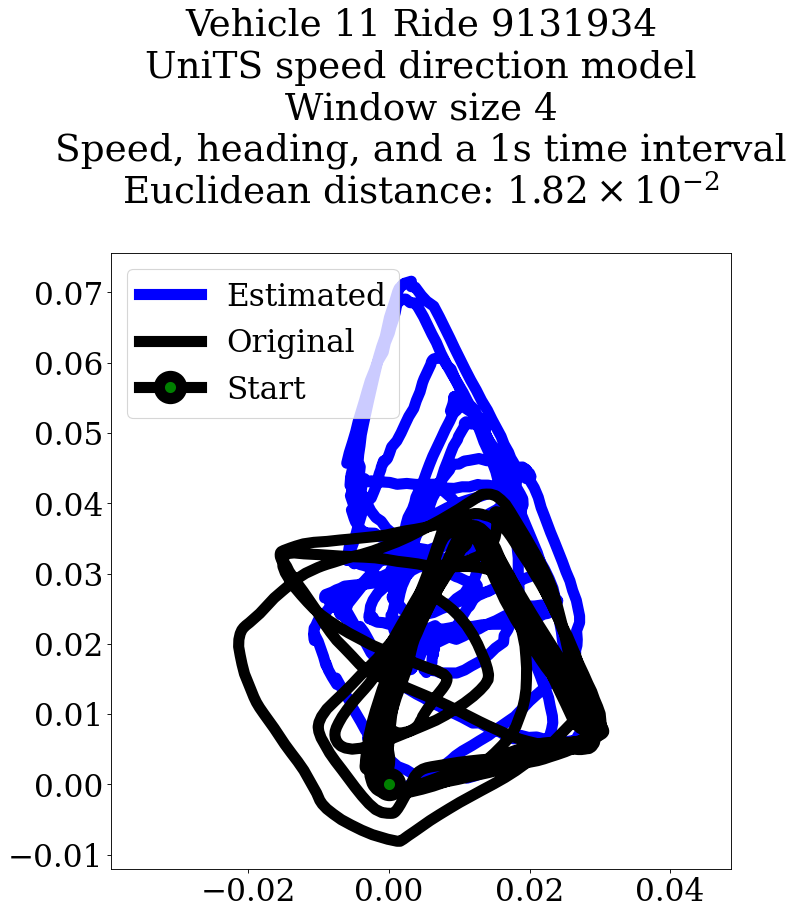 Vehicle 11 Ride 9131934
UniTS speed direction model
Window size 4
Speed, heading, and a 1s time interval
Euclidean distance: 1.82 × 10⁻²
Estimated
Original
Start
0.07
0.06
0.05
0.04
0.03
0.02
0.01
0.00
−0.01
−0.02
0.00
0.02
0.04